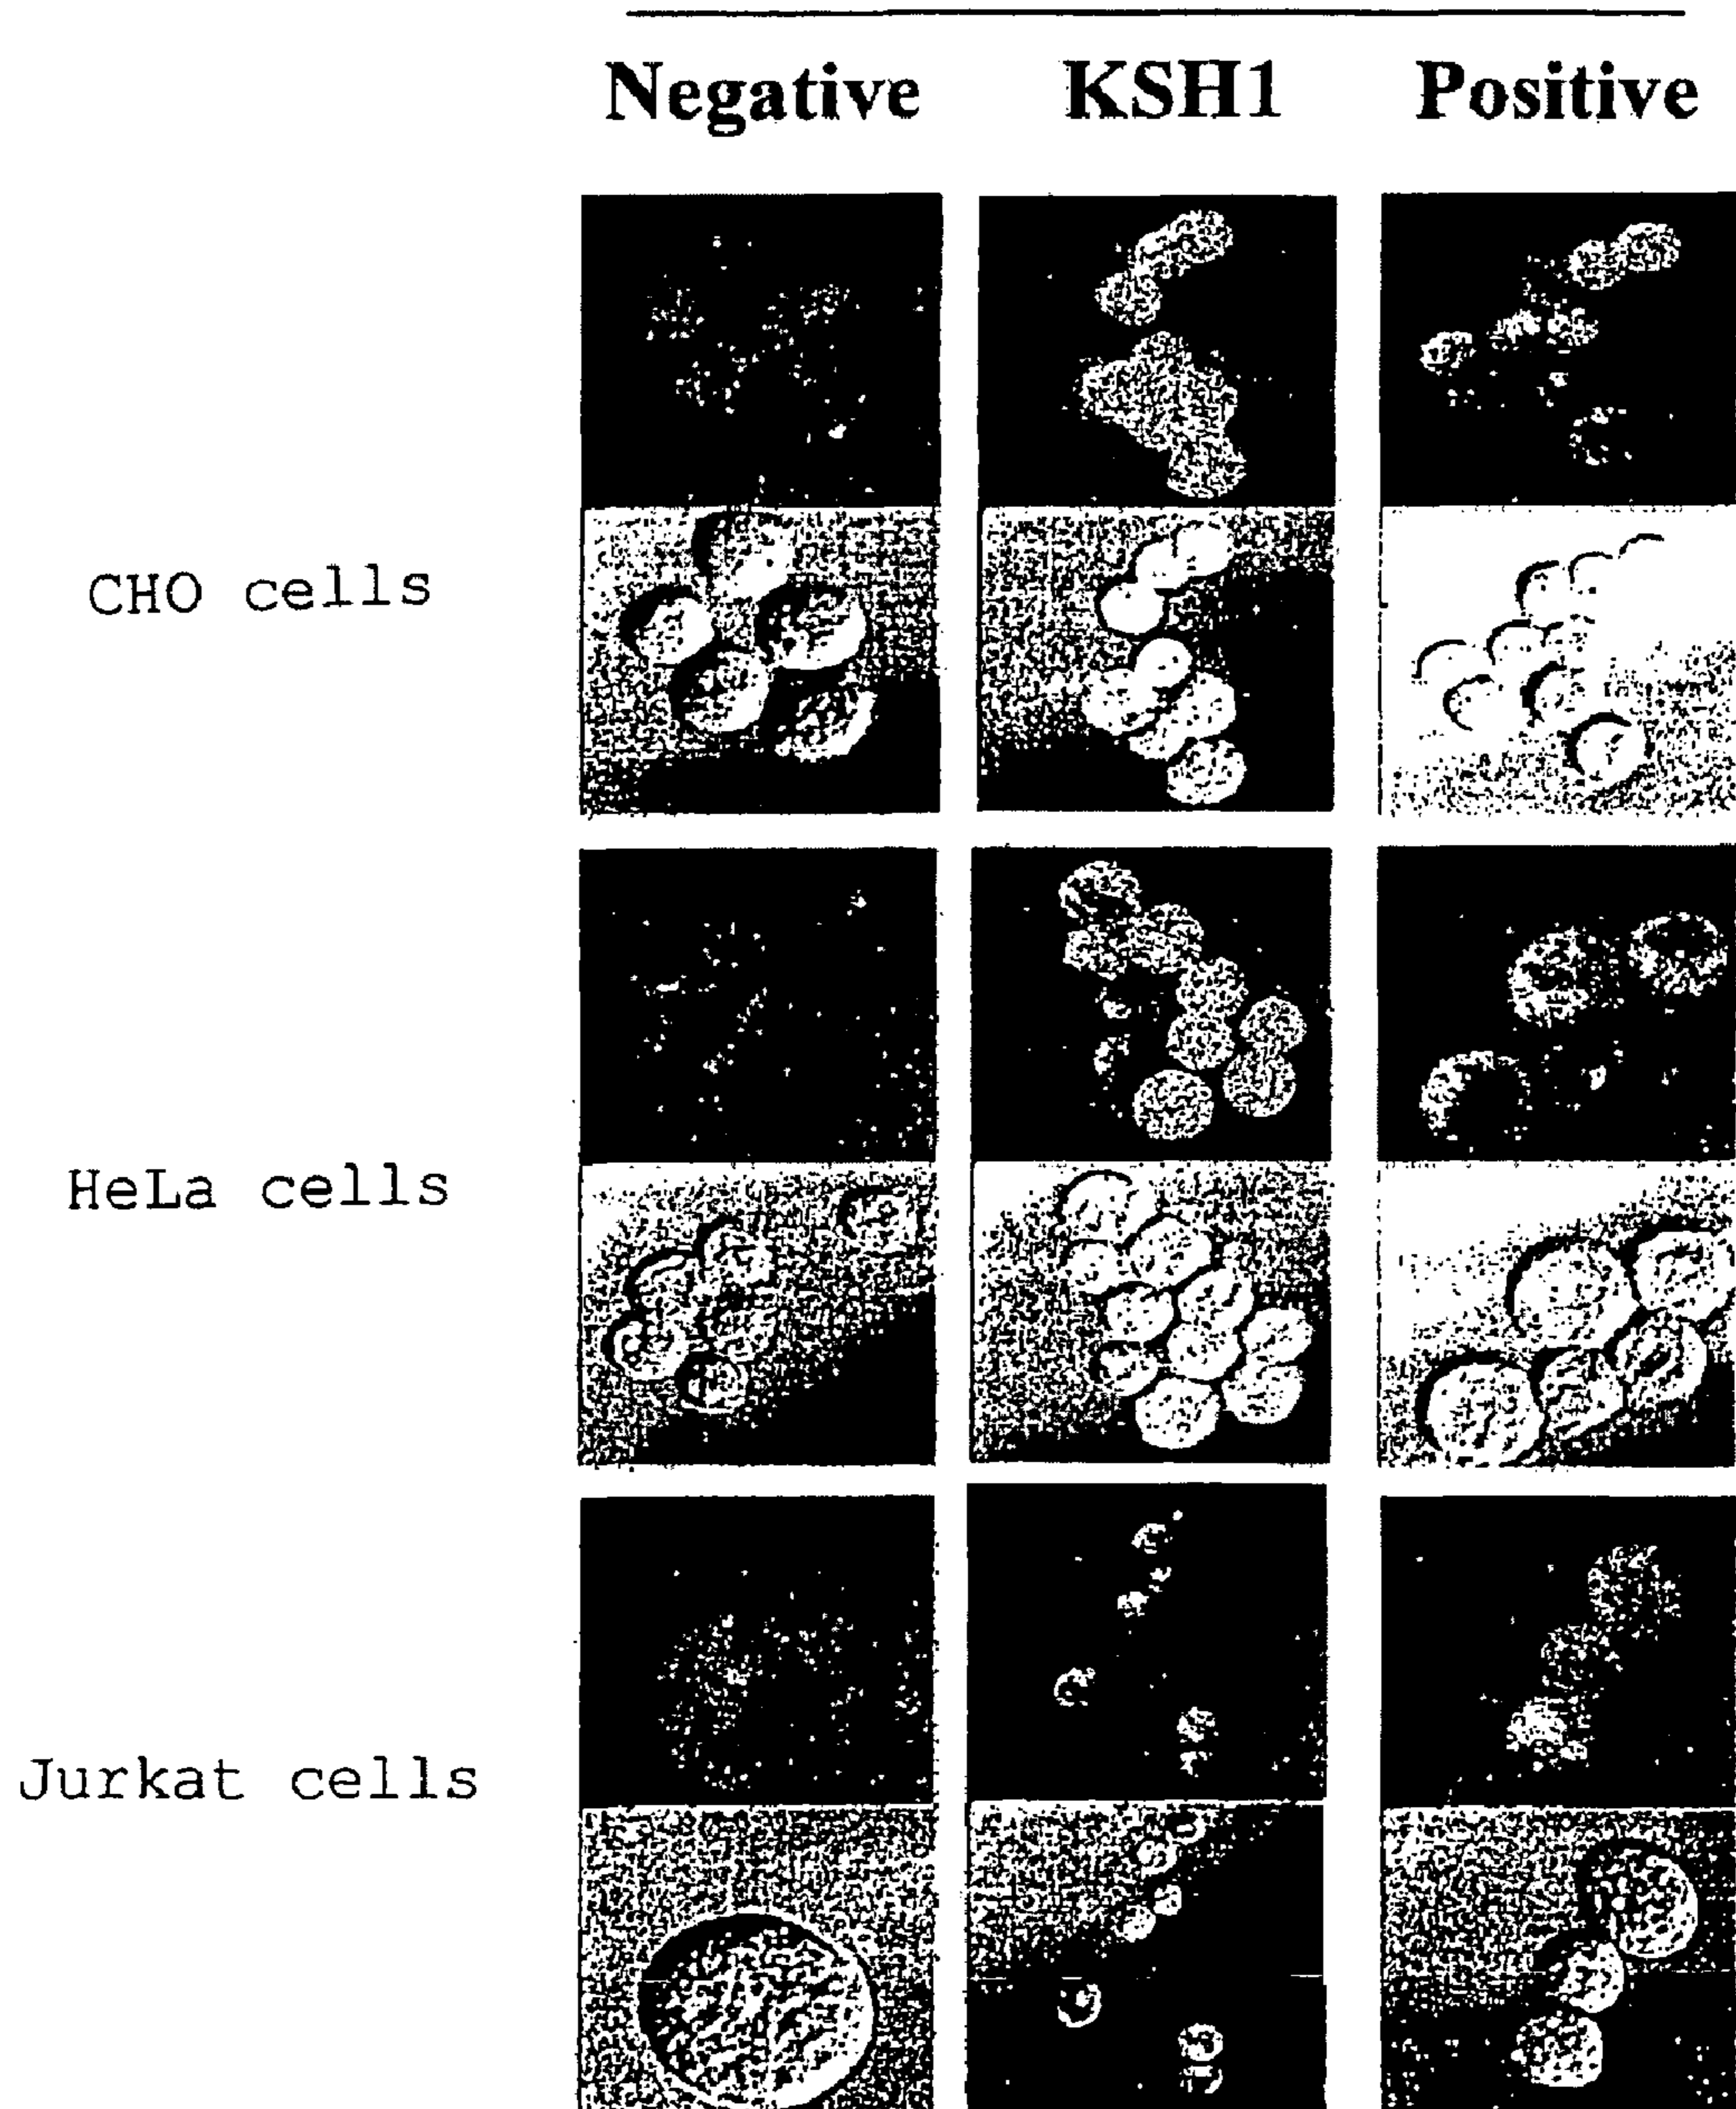 Negative KSH1 Positive
CHO cells
HeLa cells
Jurkat cells